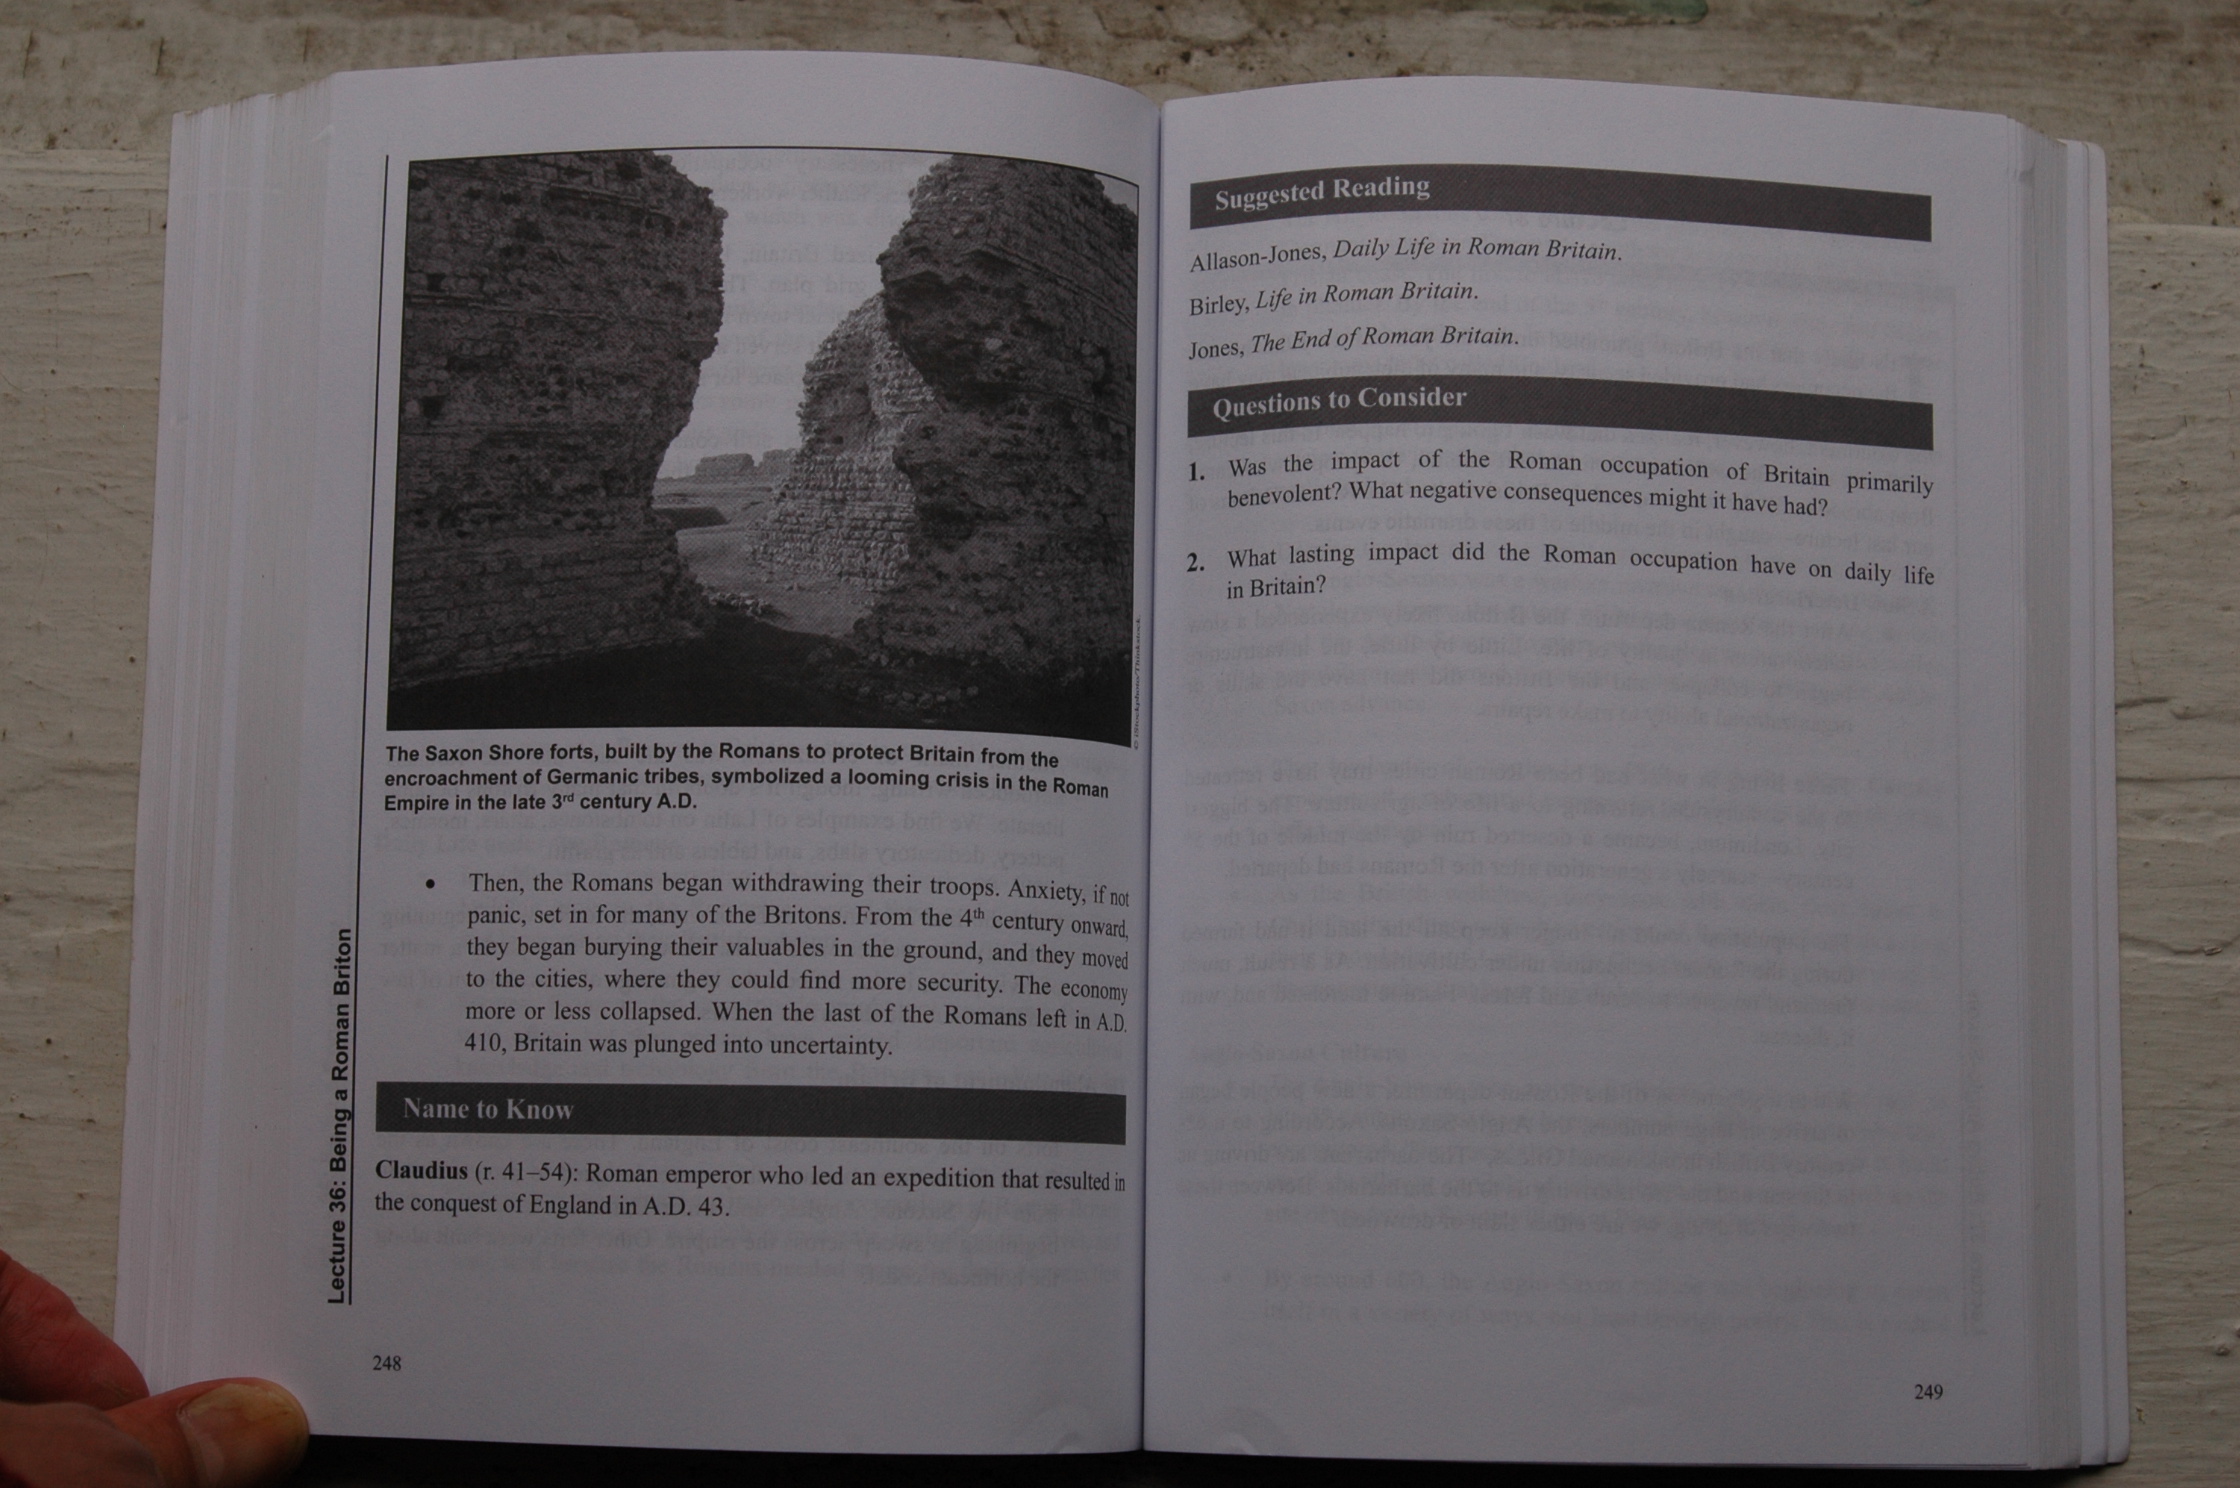 The Saxon Shore forts, built by the Romans to protect Britain from the
encroachment of Germanic tribes, symbolized a looming crisis in the Roman
Empire in the late 3rd century A.D.
© iStockphoto/Thinkstock.
• Then, the Romans began withdrawing their troops. Anxiety, if not
panic, set in for many of the Britons. From the 4th century onward,
they began burying their valuables in the ground, and they moved
to the cities, where they could find more security. The economy
more or less collapsed. When the last of the Romans left in A.D.
410, Britain was plunged into uncertainty.
Name to Know
Claudius (r. 41–54): Roman emperor who led an expedition that resulted in
the conquest of England in A.D. 43.
Lecture 36: Being a Roman Briton
248
Suggested Reading
Allason-Jones, Daily Life in Roman Britain.
Birley, Life in Roman Britain.
Jones, The End of Roman Britain.
Questions to Consider
1. Was the impact of the Roman occupation of Britain primarily
benevolent? What negative consequences might it have had?
2. What lasting impact did the Roman occupation have on daily life
in Britain?
249